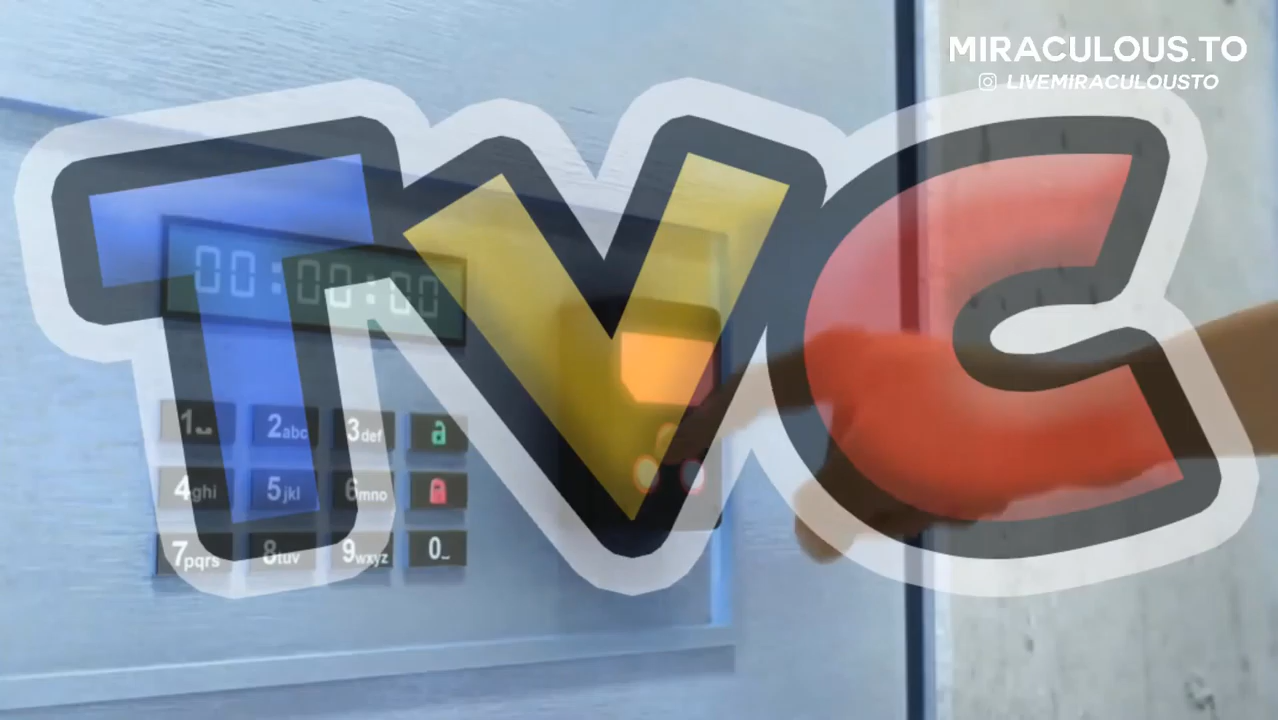 MIRACULOUS.TO
LIVEMIRACULOUSTO
TVC
00:00:00
1⎵ 2abc 3def a
4ghi 5jkl 6mno
7pqrs 8tuv 9wxyz 0⎵